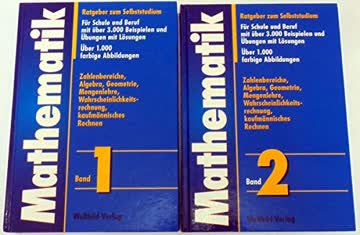 Mathematik
Ratgeber zum Selbststudium
Für Schule und Beruf
mit über 3.000 Beispielen und
Übungen mit Lösungen
Über 1.000
farbige Abbildungen
Zahlenbereiche,
Algebra, Geometrie,
Mengenlehre,
Wahrscheinlichkeits-
rechnung,
kaufmännisches
Rechnen
Band 1
Weltbild-Verlag
Mathematik
Ratgeber zum Selbststudium
Für Schule und Beruf
mit über 3.000 Beispielen und
Übungen mit Lösungen
Über 1.000
farbige Abbildungen
Zahlenbereiche,
Algebra, Geometrie,
Mengenlehre,
Wahrscheinlichkeits-
rechnung,
kaufmännisches
Rechnen
Band 2
Weltbild-Verlag